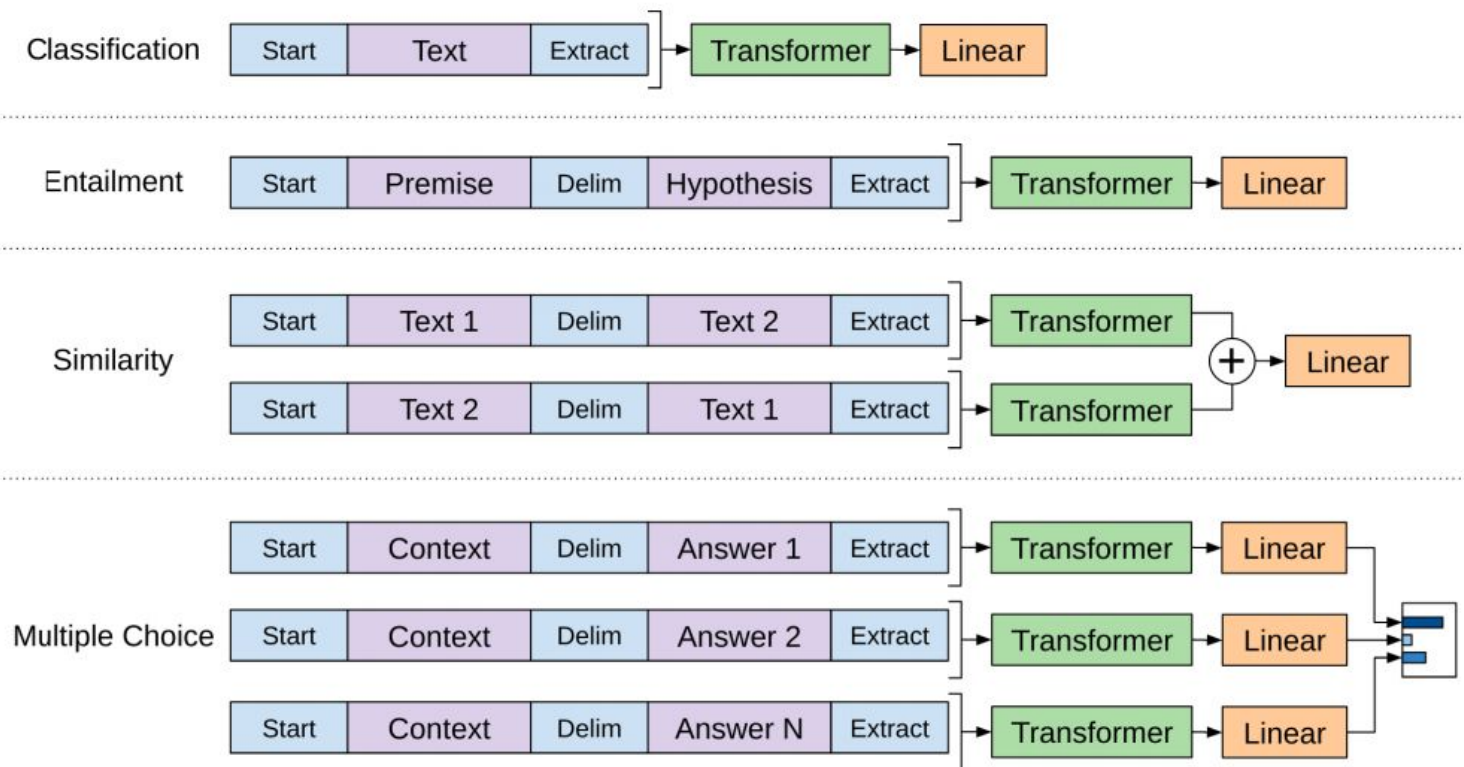 Classification Start Text Extract Transformer Linear
Entailment Start Premise Delim Hypothesis Extract Transformer Linear
Start Text 1 Delim Text 2 Extract Transformer
Similarity + Linear
Start Text 2 Delim Text 1 Extract Transformer
Start Context Delim Answer 1 Extract Transformer Linear
Multiple Choice Start Context Delim Answer 2 Extract Transformer Linear
Start Context Delim Answer N Extract Transformer Linear